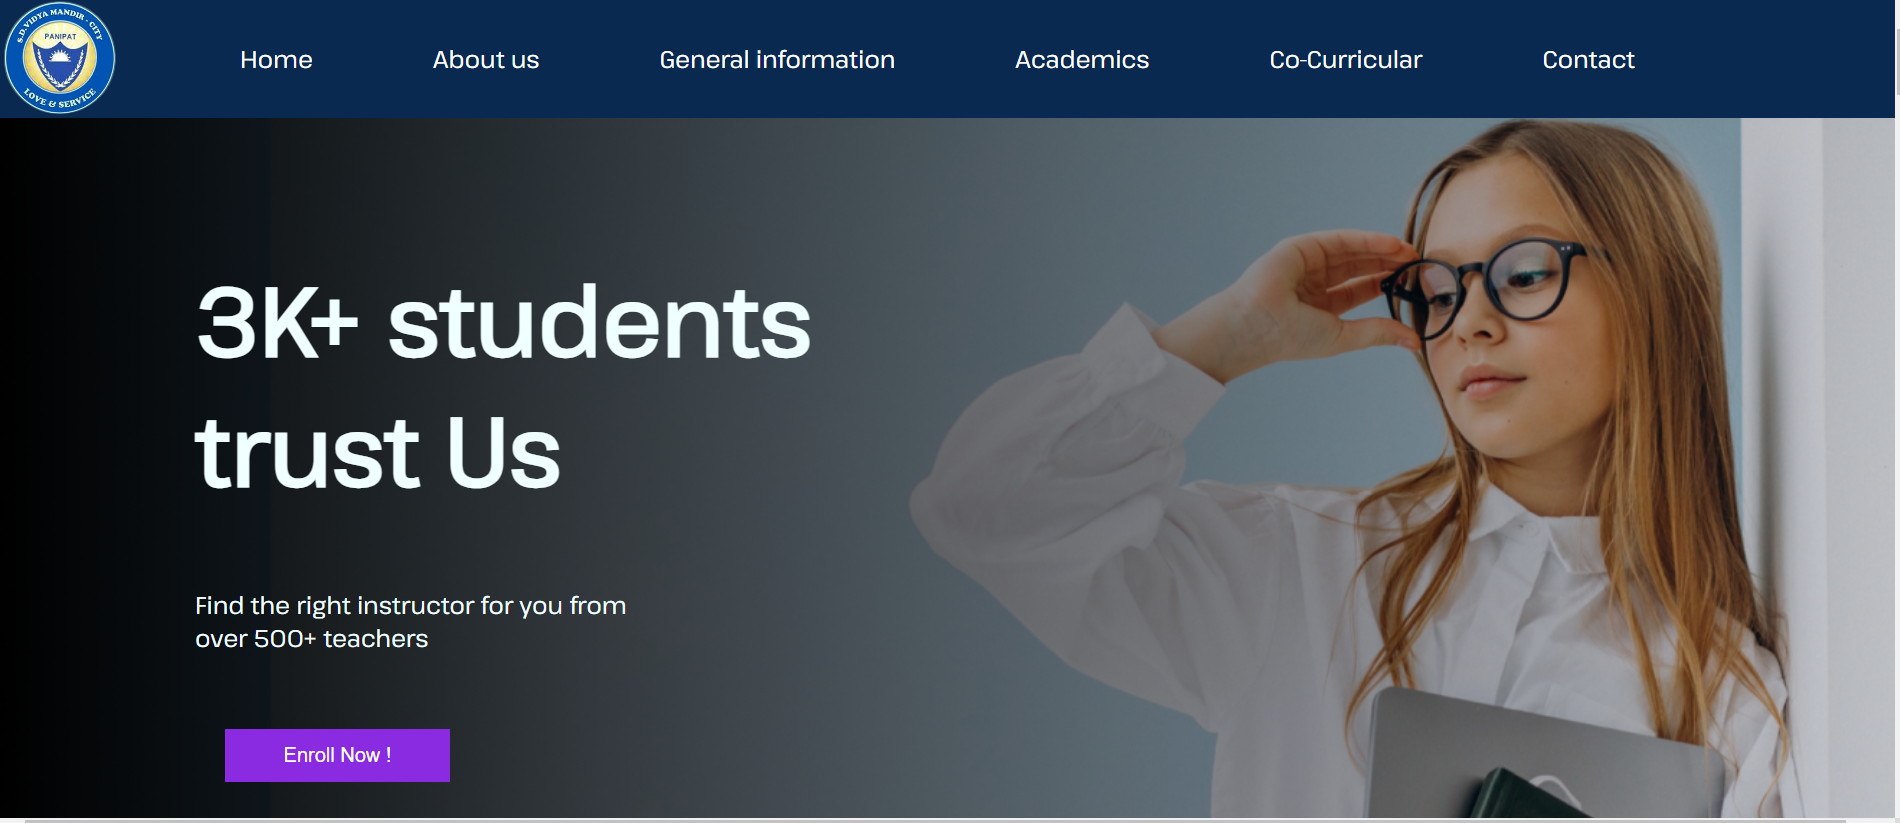 S.D. VIDYA MANDIR - CITY
PANIPAT
LOVE & SERVICE
Home
About us
General information
Academics
Co-Curricular
Contact
3K+ students
trust Us
Find the right instructor for you from
over 500+ teachers
Enroll Now !